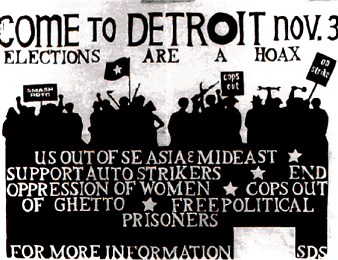 COME TO DETROIT NOV. 3
ELECTIONS ARE A HOAX
SMASH
ROTC
cops
out
on
strike
US OUT OF SE ASIA & MIDEAST ★
SUPPORT AUTO STRIKERS ★ END
OPPRESSION OF WOMEN ★ COPS OUT
OF GHETTO ★ FREE POLITICAL
PRISONERS
FOR MORE INFORMATION SDS